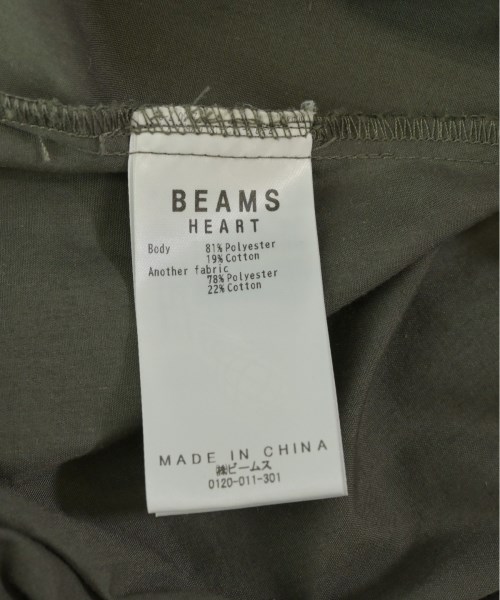 BEAMS
HEART
Body 81% Polyester
19% Cotton
Another fabric
78% Polyester
22% Cotton
MADE IN CHINA
㈱ビームス
0120-011-301